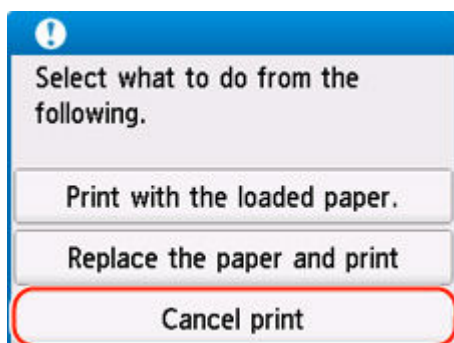 Select what to do from the
following.
Print with the loaded paper.
Replace the paper and print
Cancel print